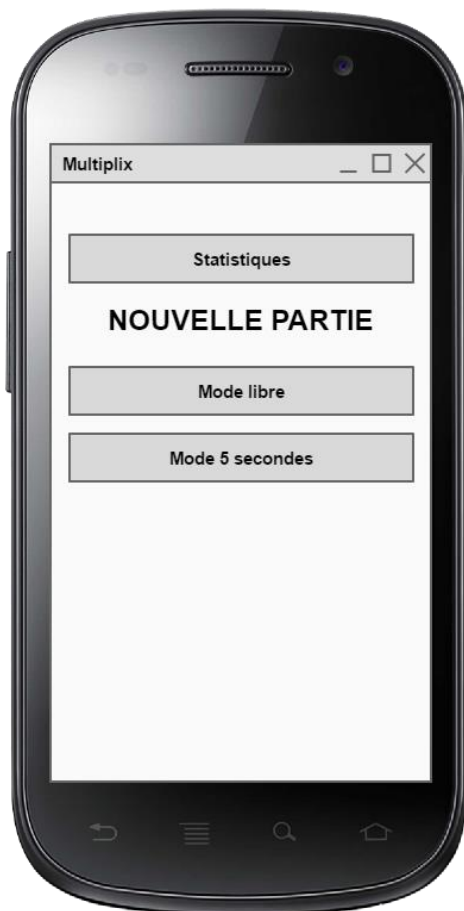 Multiplix
Statistiques
NOUVELLE PARTIE
Mode libre
Mode 5 secondes